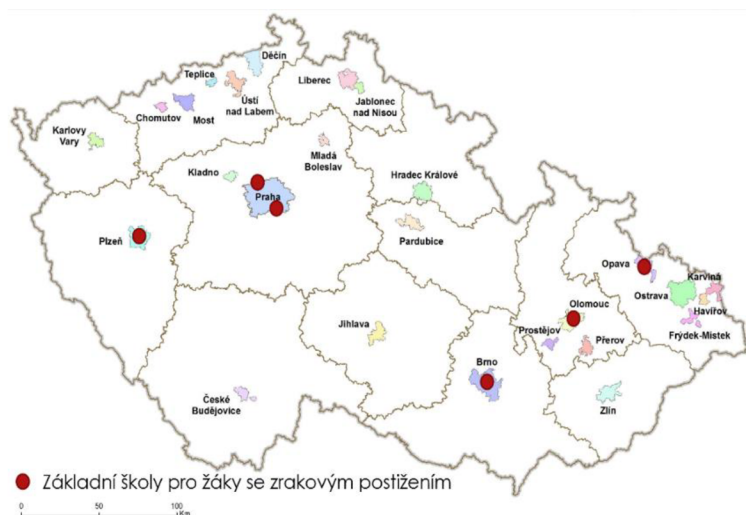 Děčín
Teplice
Liberec
Ústí
nad Labem
Jablonec
nad Nisou
Chomutov
Most
Karlovy
Vary
Mladá
Boleslav
Kladno
Praha
Hradec Králové
Plzeň
Pardubice
Opava
Karviná
Ostrava
Olomouc
Havířov
Jihlava
Prostějov
Frýdek-Místek
Přerov
Brno
České
Budějovice
Zlín
Základní školy pro žáky se zrakovým postižením
0 50 100
Km